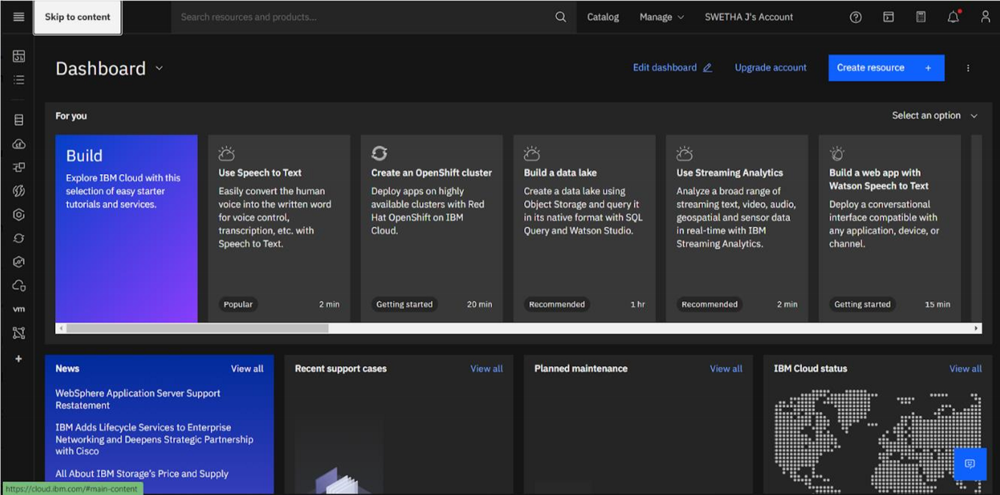 Skip to content
Search resources and products...
Catalog
Manage
SWETHA J's Account
Dashboard
Edit dashboard
Upgrade account
Create resource +
For you
Select an option
Build
Explore IBM Cloud with this
selection of easy starter
tutorials and services.
Use Speech to Text
Easily convert the human
voice into the written word
for voice control,
transcription, etc. with
Speech to Text.
Popular
2 min
Create an OpenShift cluster
Deploy apps on highly
available clusters with Red
Hat OpenShift on IBM
Cloud.
Getting started
20 min
Build a data lake
Create a data lake using
Object Storage and query it
in its native format with SQL
Query and Watson Studio.
Recommended
1 hr
Use Streaming Analytics
Analyze a broad range of
streaming text, video, audio,
geospatial and sensor data
in real-time with IBM
Streaming Analytics.
Recommended
2 min
Build a web app with
Watson Speech to Text
Deploy a conversational
interface compatible with
any application, device, or
channel.
Getting started
15 min
vm
News
View all
WebSphere Application Server Support
Restatement
IBM Adds Lifecycle Services to Enterprise
Networking and Deepens Strategic Partnership
with Cisco
All About IBM Storage's Price and Supply
Recent support cases
View all
Planned maintenance
View all
IBM Cloud status
View all
https://cloud.ibm.com/#main-content